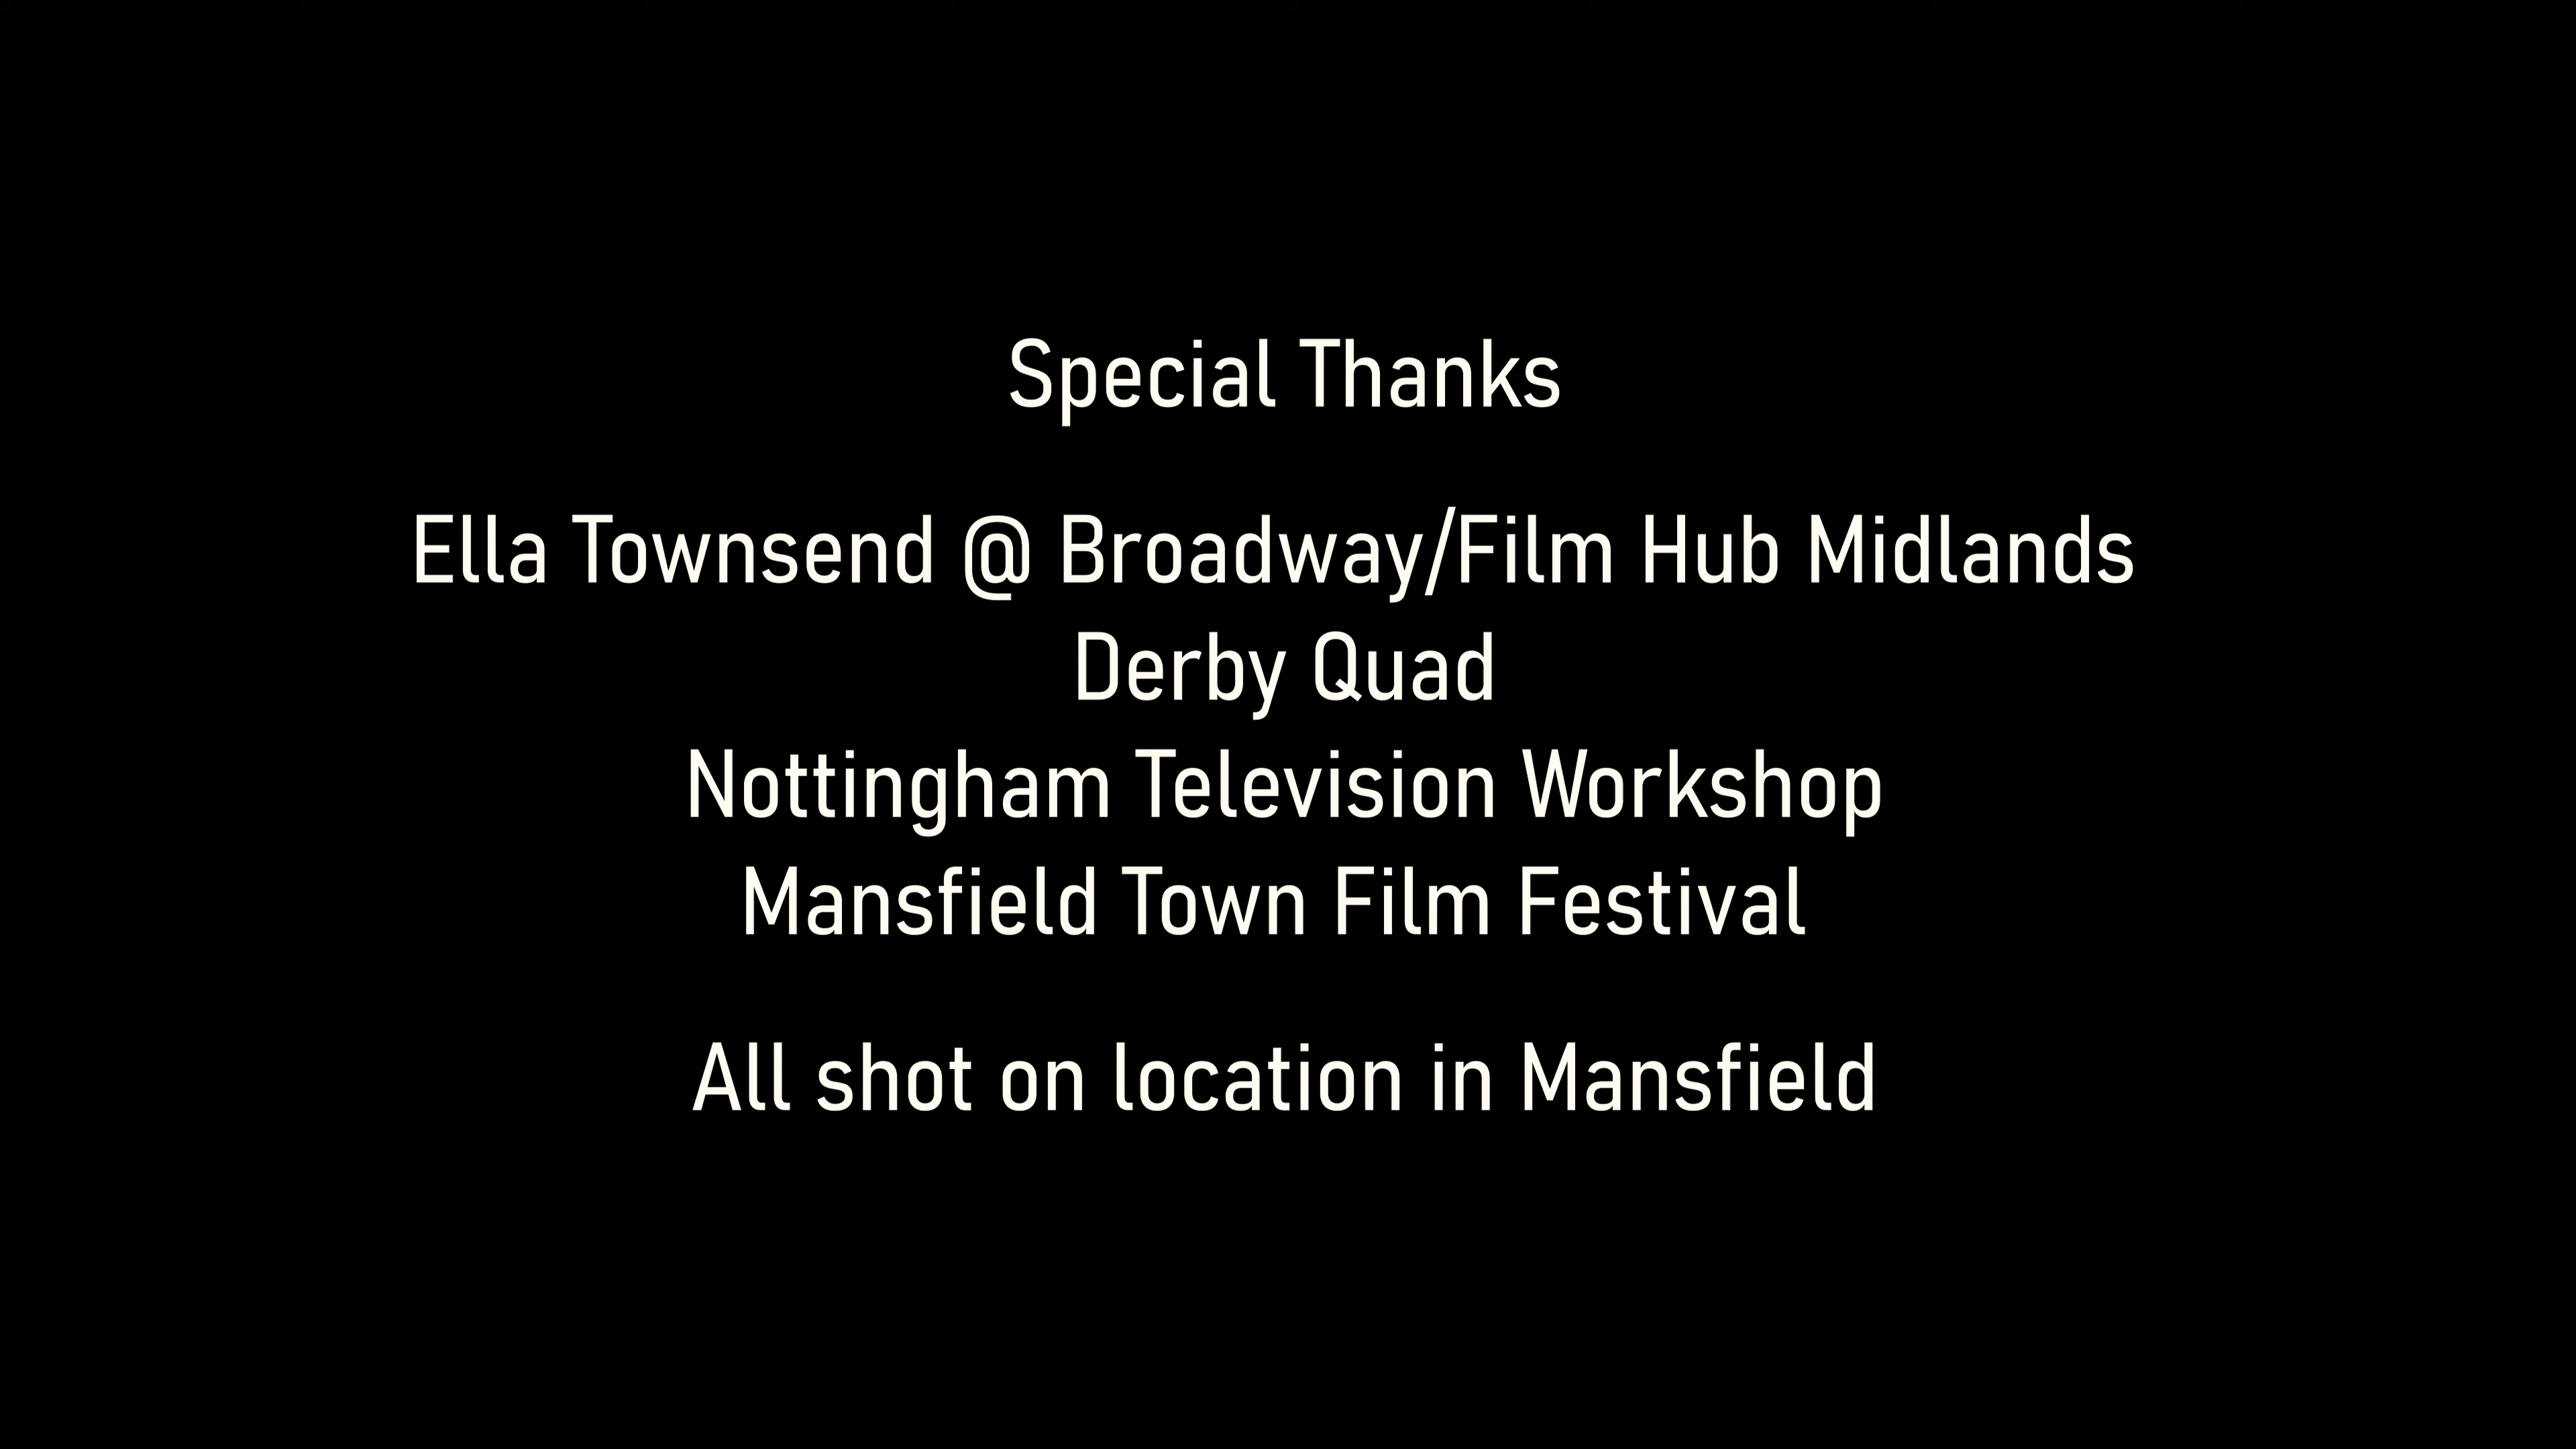 Special Thanks
Ella Townsend @ Broadway/Film Hub Midlands
Derby Quad
Nottingham Television Workshop
Mansfield Town Film Festival
All shot on location in Mansfield